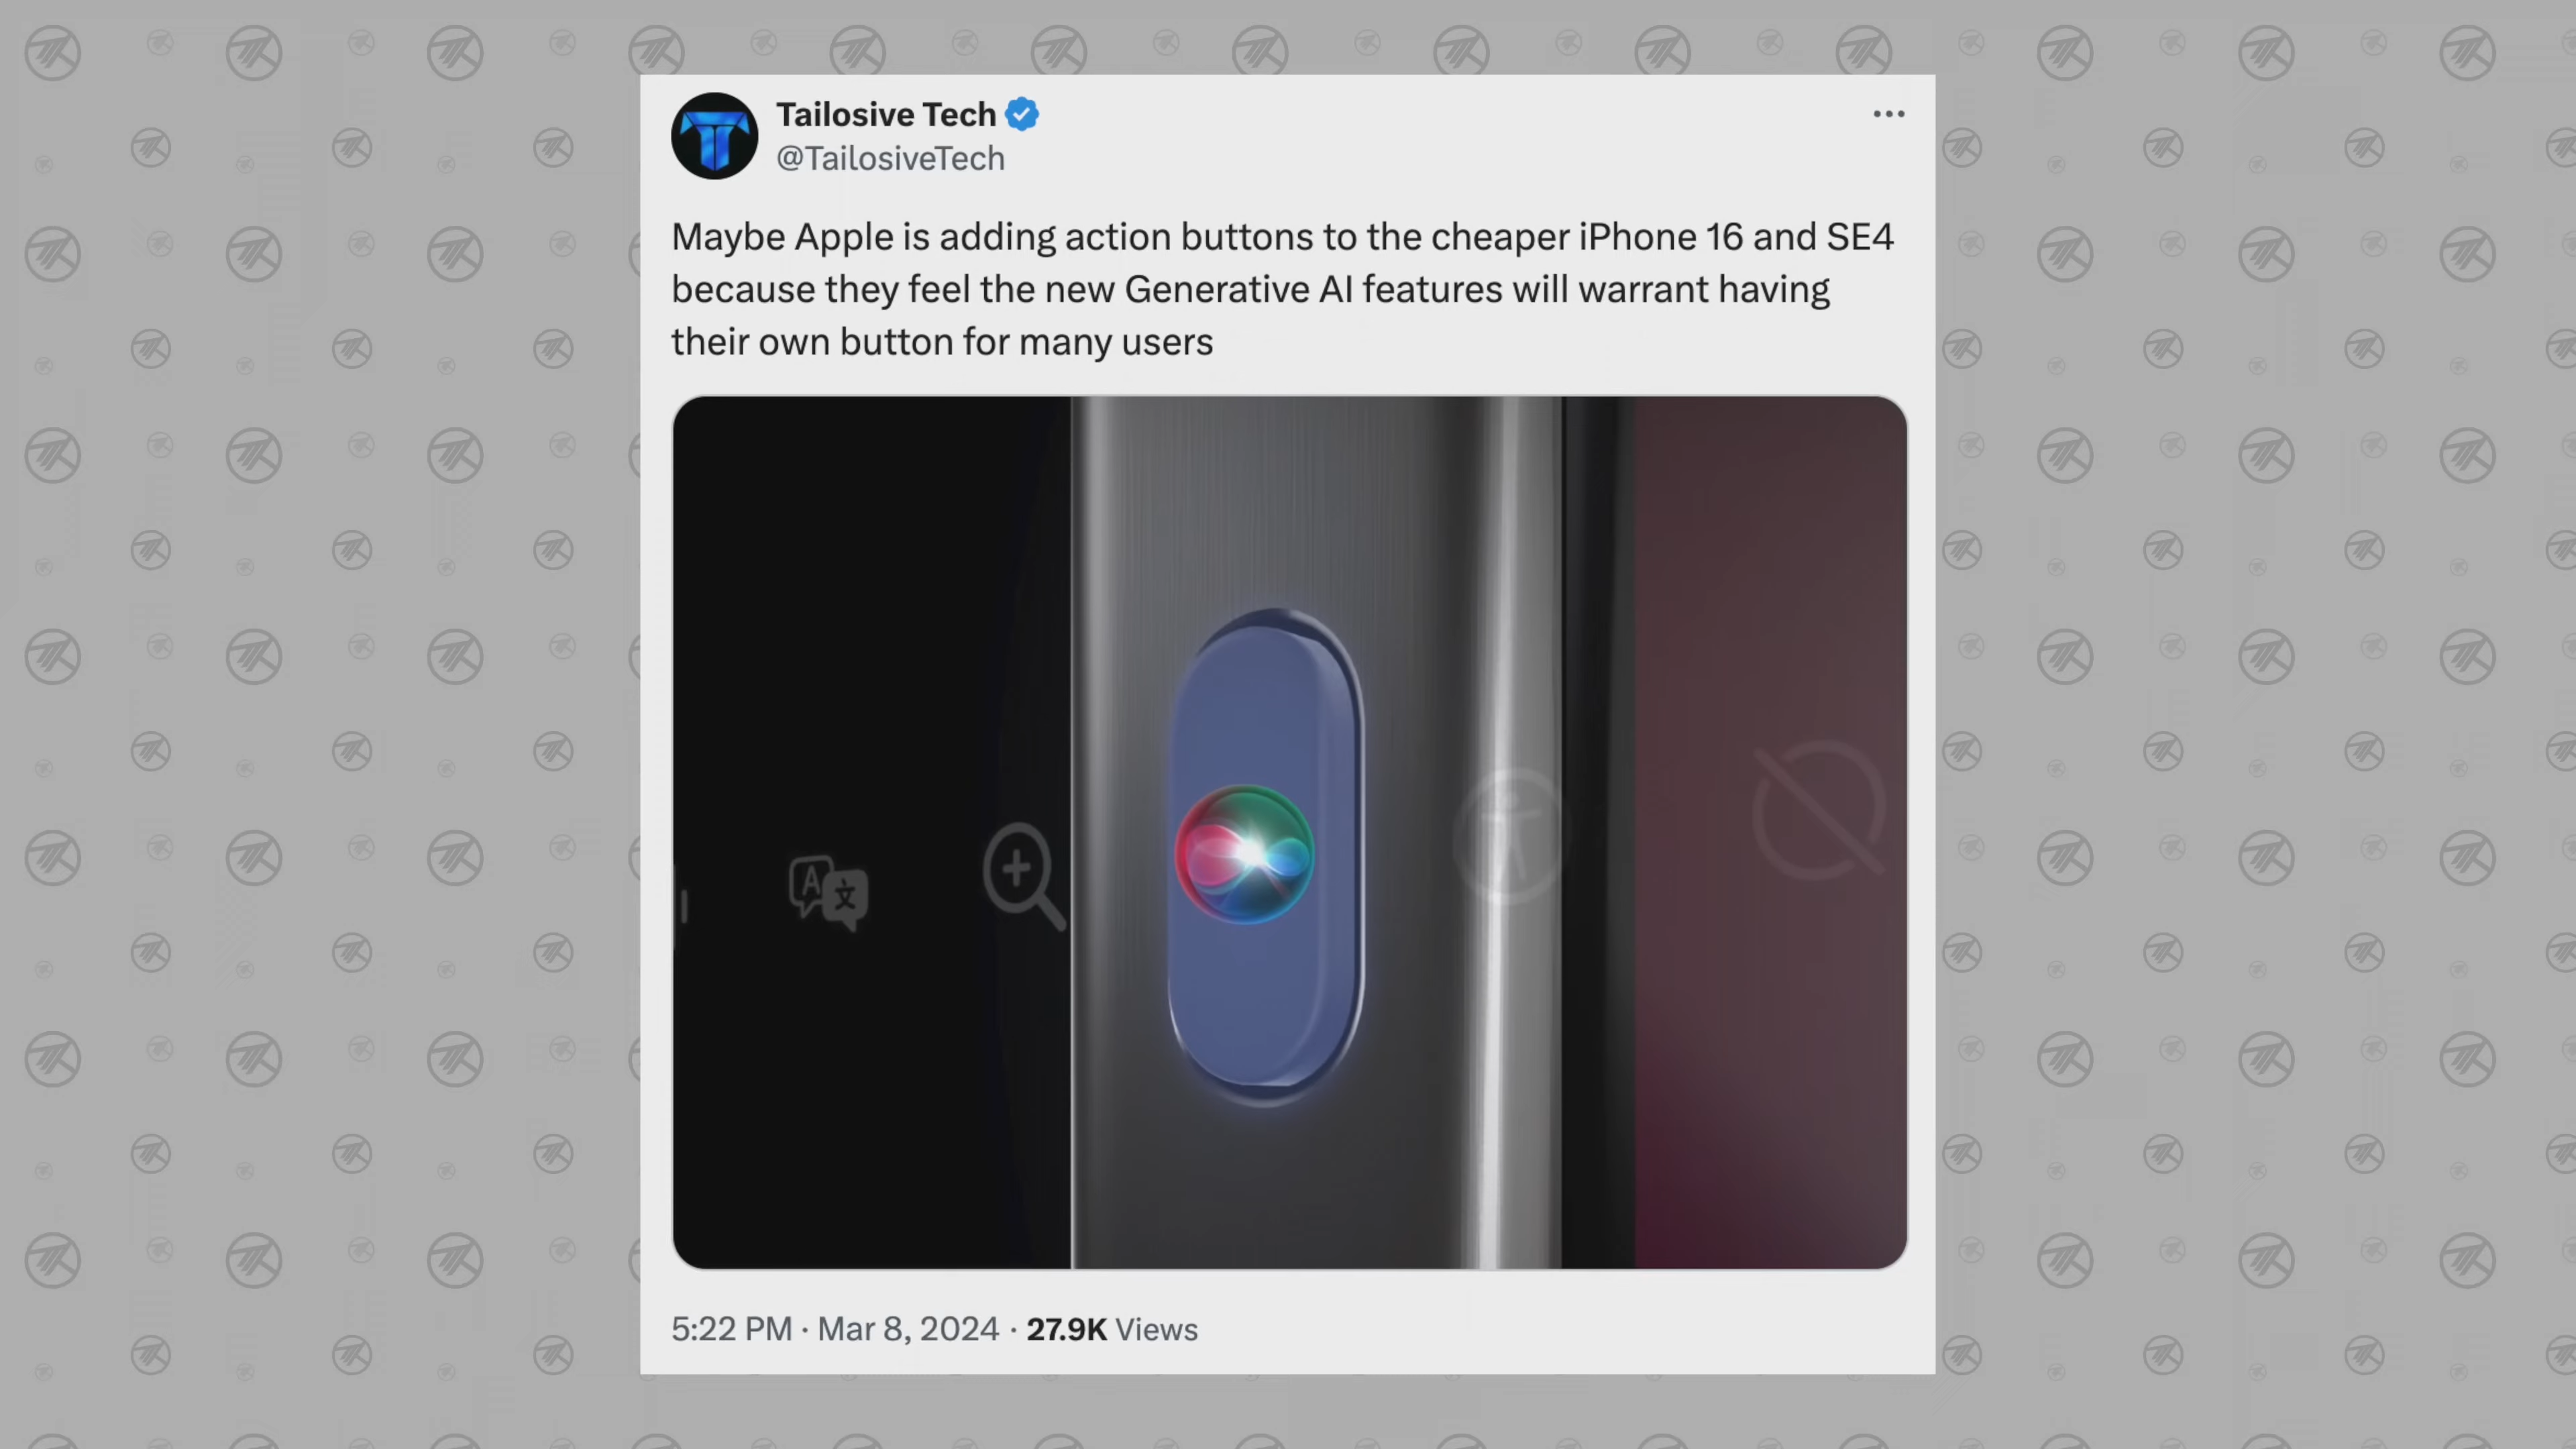 Tailosive Tech
@TailosiveTech
Maybe Apple is adding action buttons to the cheaper iPhone 16 and SE4
because they feel the new Generative AI features will warrant having
their own button for many users
A 文
5:22 PM · Mar 8, 2024 · 27.9K Views